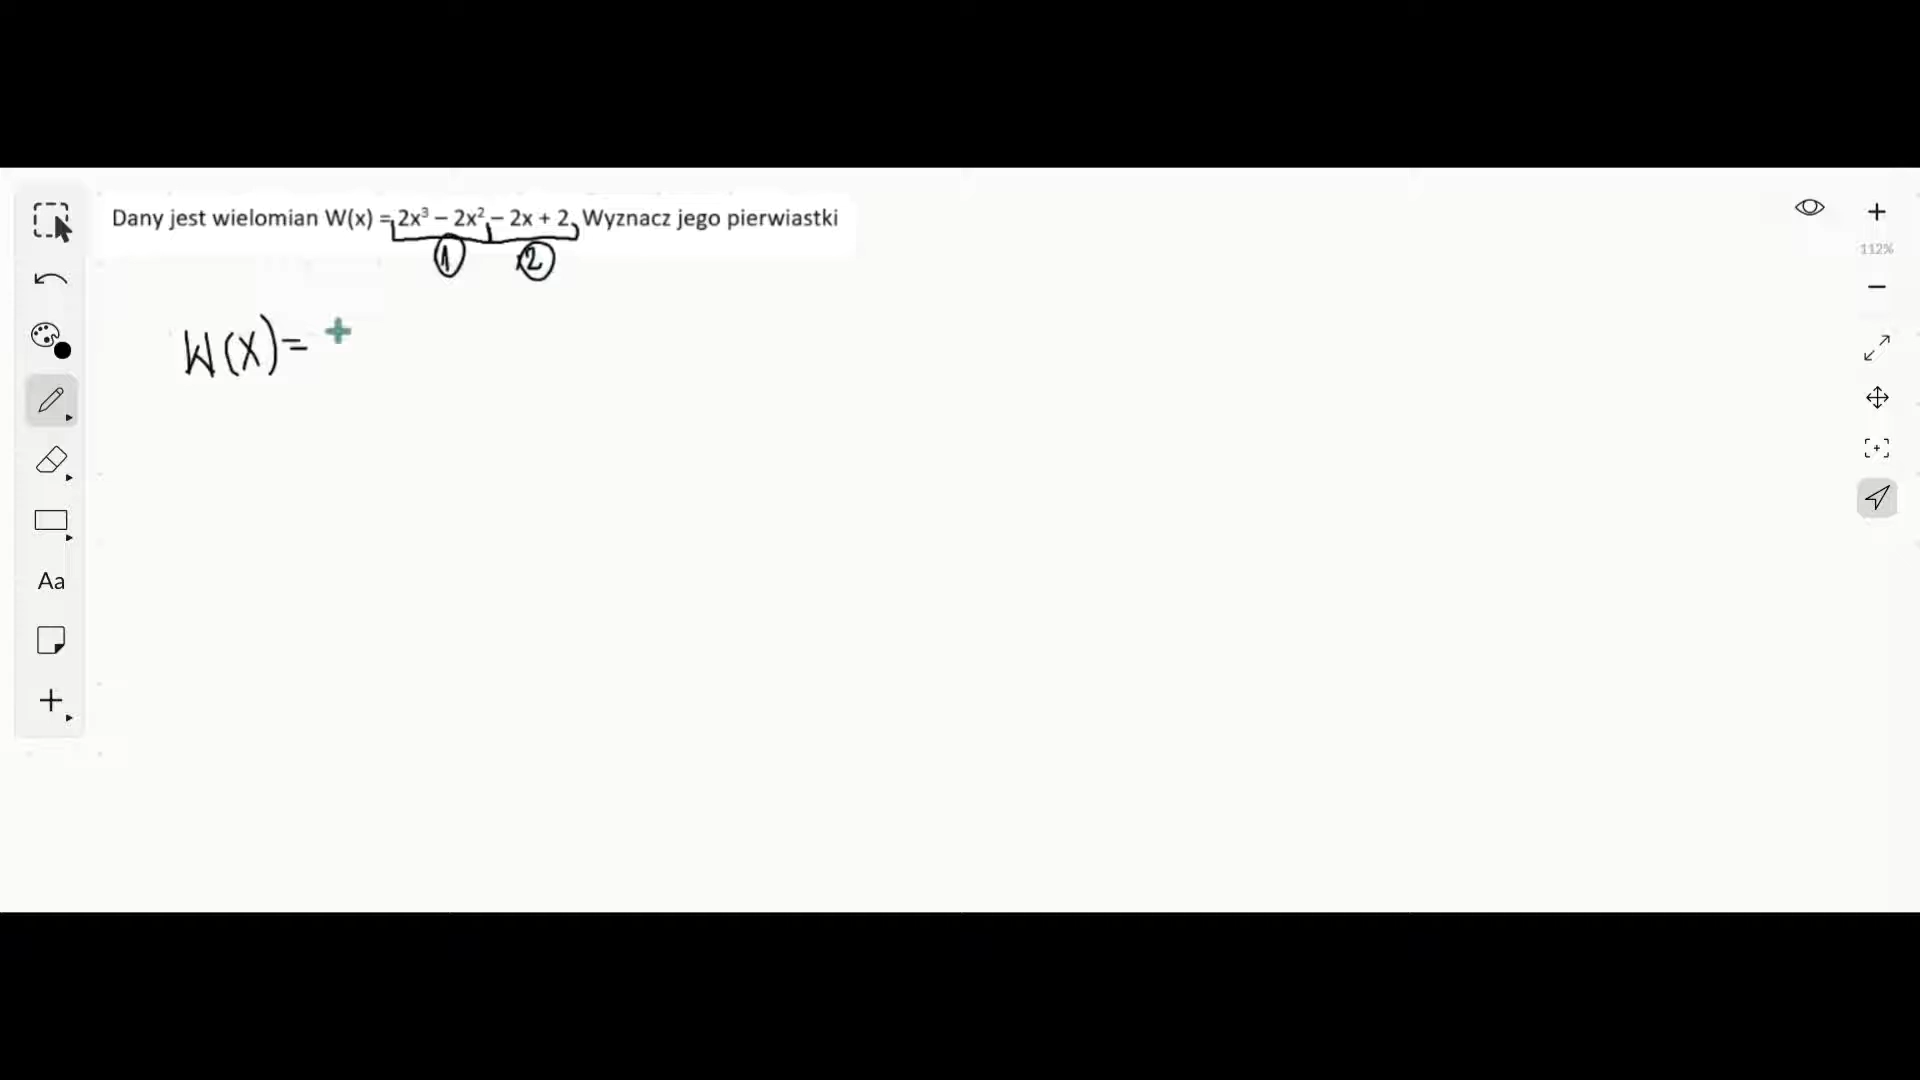 Dany jest wielomian W(x) = 2x³ – 2x² – 2x + 2. Wyznacz jego pierwiastki
1 2
W(x)=
112%
Aa